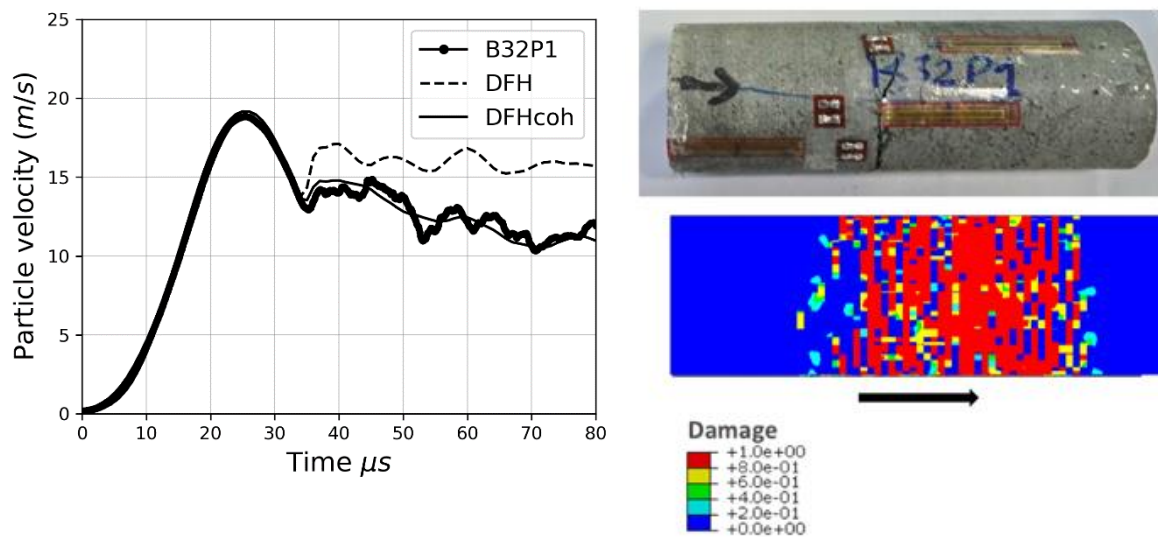 25
20
15
10
5
0
Particle velocity (m/s)
B32P1
DFH
DFHcoh
0 10 20 30 40 50 60 70 80
Time μs
B32P1
Damage
+1.0e+00
+8.0e-01
+6.0e-01
+4.0e-01
+2.0e-01
+0.0e+00